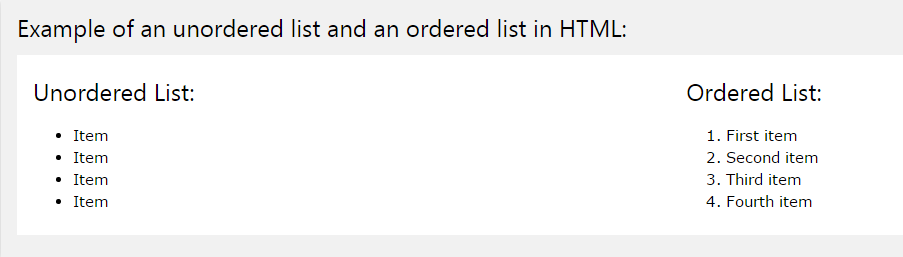 Example of an unordered list and an ordered list in HTML:
Unordered List:
• Item
• Item
• Item
• Item
Ordered List:
1. First item
2. Second item
3. Third item
4. Fourth item